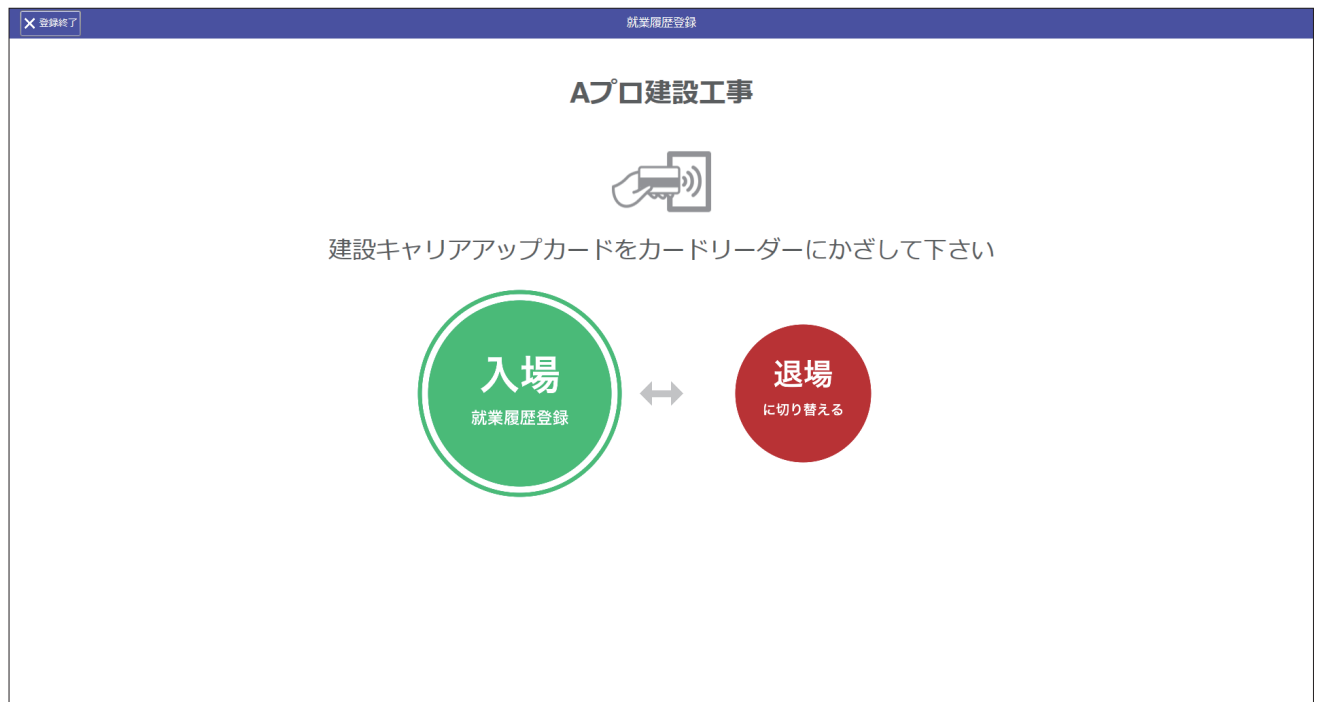 登録終了
就業履歴登録
Aプロ建設工事
建設キャリアアップカードをカードリーダーにかざして下さい
入場
就業履歴登録
退場
に切り替える